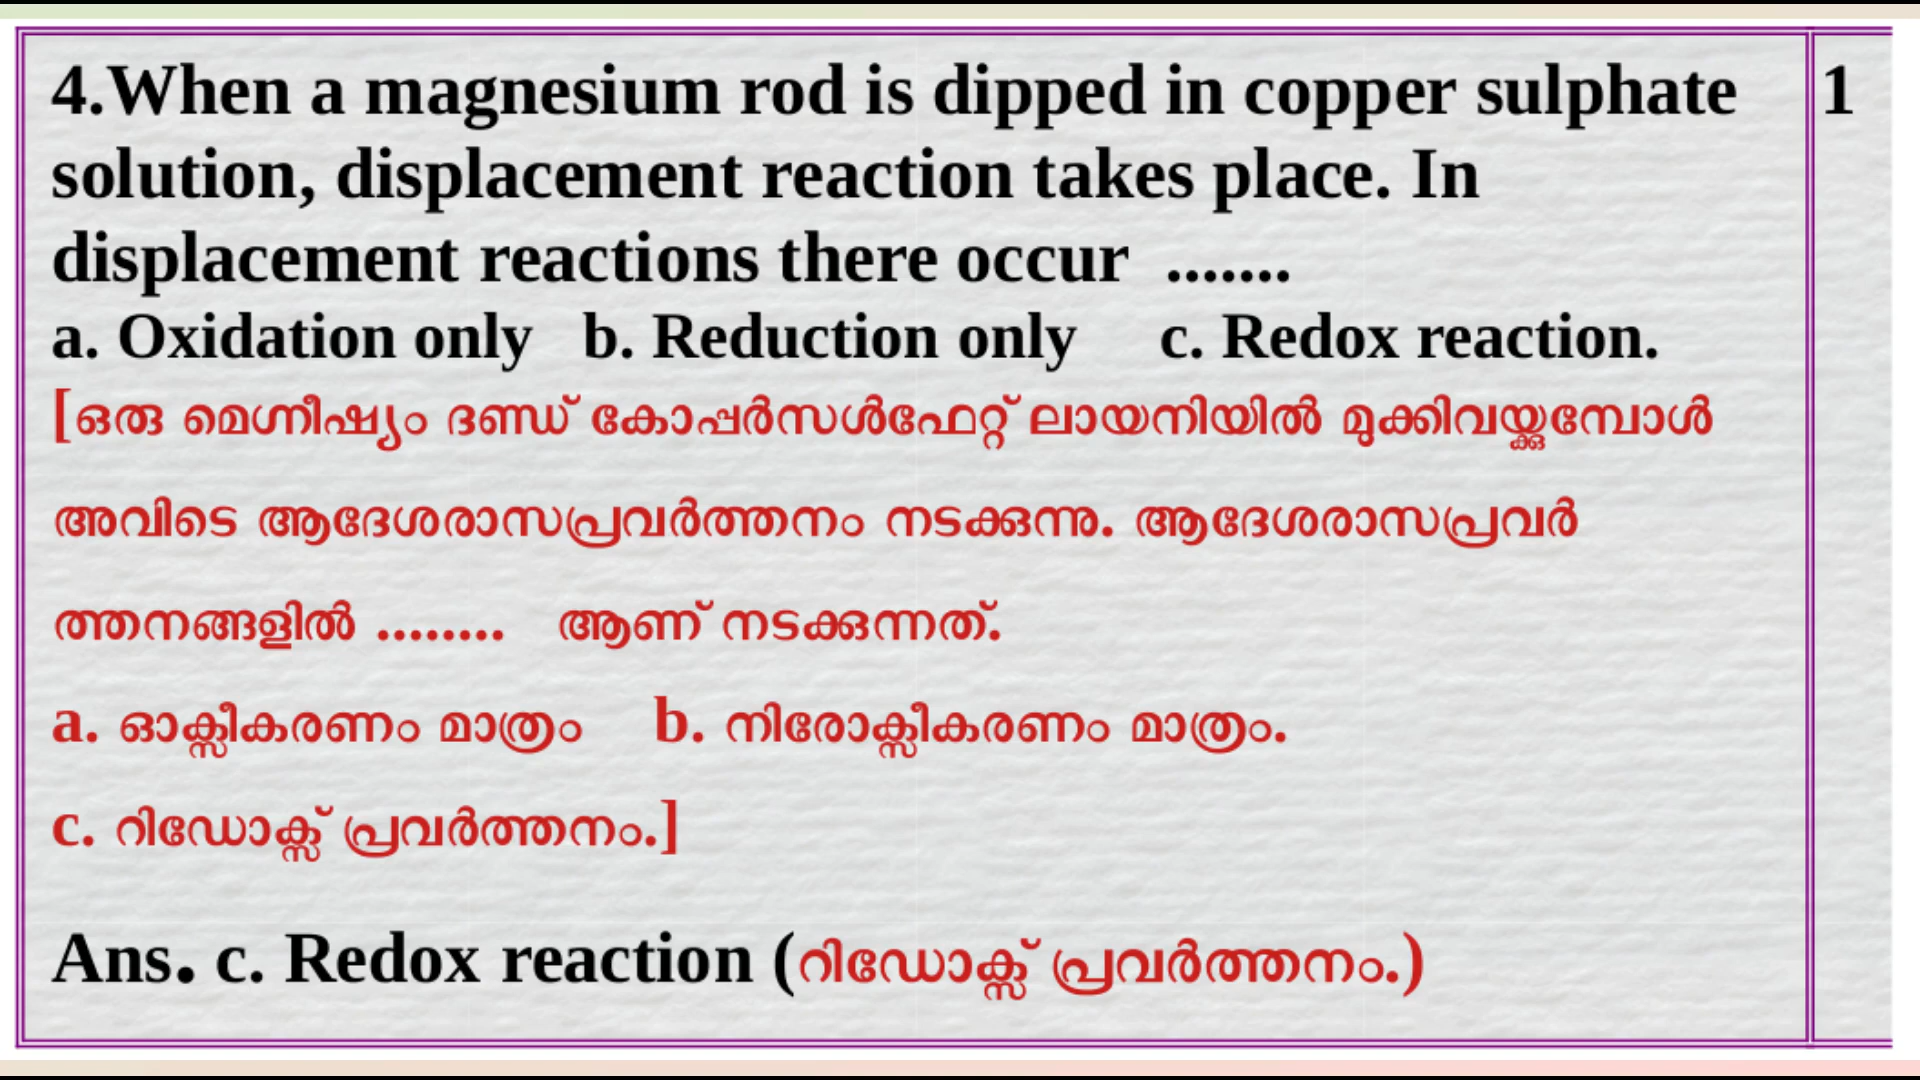 4.When a magnesium rod is dipped in copper sulphate 1
solution, displacement reaction takes place. In
displacement reactions there occur .......
a. Oxidation only b. Reduction only c. Redox reaction.
[ഒരു മെഗ്നീഷ്യം ദണ്ഡ് കോപ്പർസൾഫേറ്റ് ലായനിയിൽ മുക്കിവയ്ക്കുമ്പോൾ
അവിടെ ആദേശരാസപ്രവർത്തനം നടക്കുന്നു. ആദേശരാസപ്രവർ
ത്തനങ്ങളിൽ ........ ആണ് നടക്കുന്നത്.
a. ഓക്സീകരണം മാത്രം b. നിരോക്സീകരണം മാത്രം.
c. റിഡോക്സ് പ്രവർത്തനം.]
Ans. c. Redox reaction (റിഡോക്സ് പ്രവർത്തനം.)